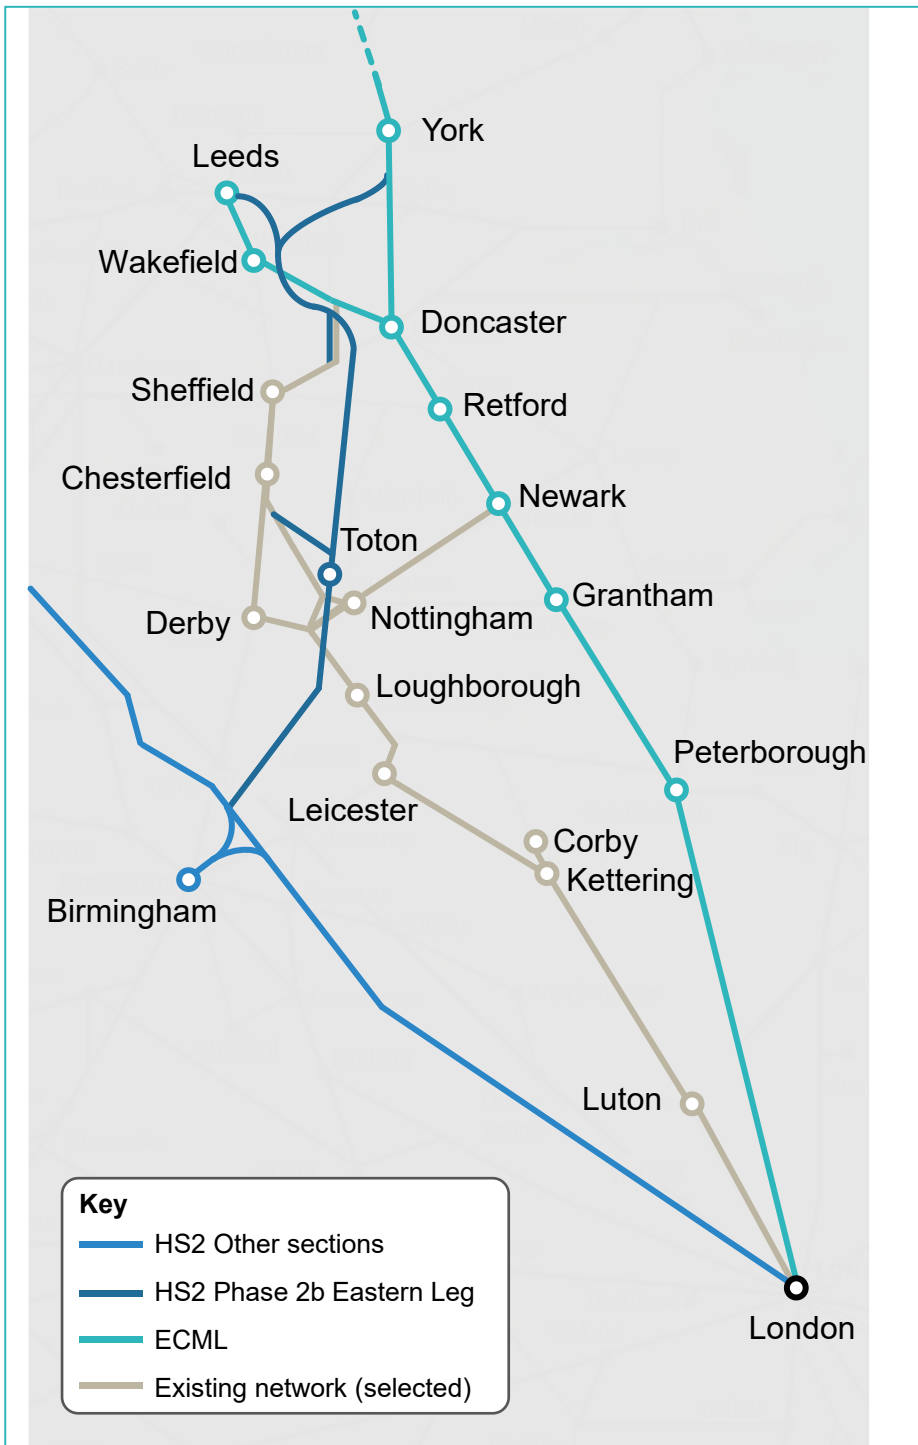 York
Leeds
Wakefield
Doncaster
Sheffield
Retford
Chesterfield
Newark
Toton
Grantham
Derby
Nottingham
Loughborough
Peterborough
Leicester
Corby
Kettering
Birmingham
Luton
Key
HS2 Other sections
HS2 Phase 2b Eastern Leg
ECML
Existing network (selected)
London